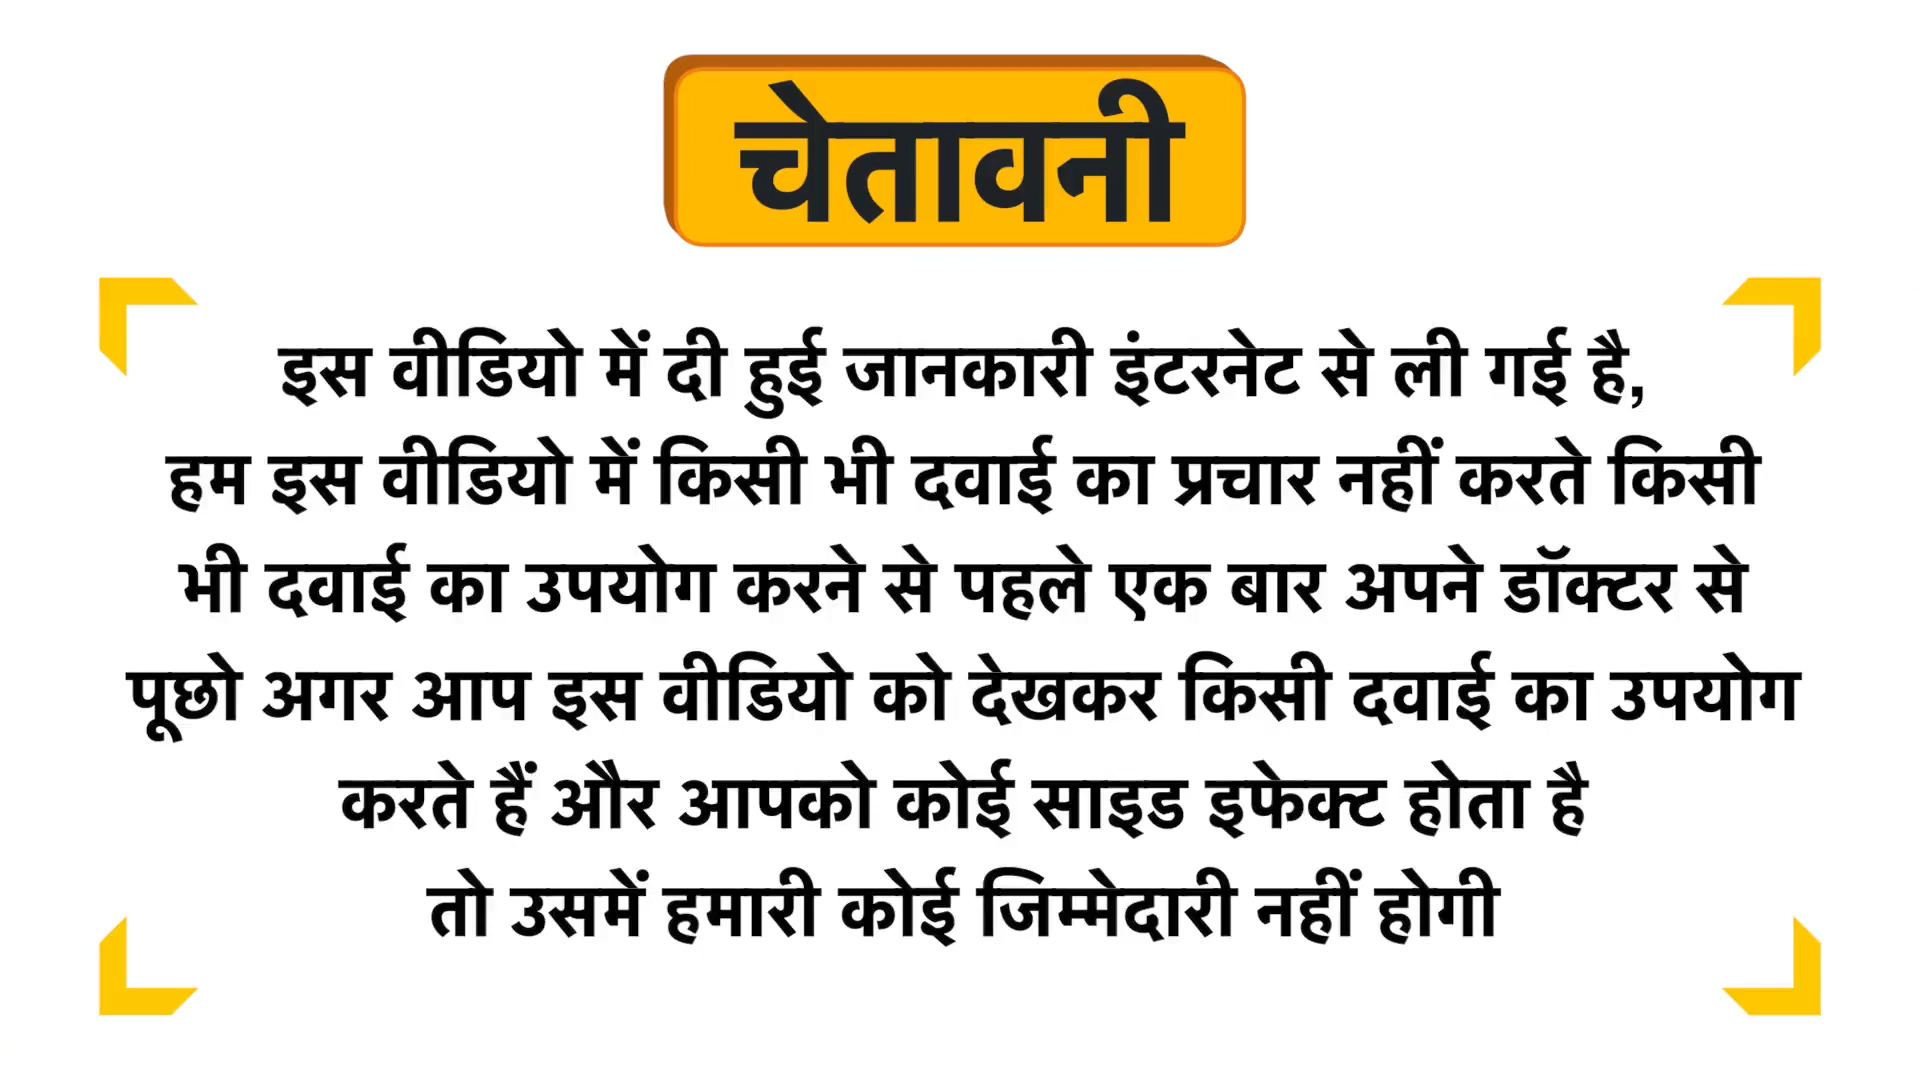 चेतावनी
इस वीडियो में दी हुई जानकारी इंटरनेट से ली गई है,
हम इस वीडियो में किसी भी दवाई का प्रचार नहीं करते किसी
भी दवाई का उपयोग करने से पहले एक बार अपने डॉक्टर से
पूछो अगर आप इस वीडियो को देखकर किसी दवाई का उपयोग
करते हैं और आपको कोई साइड इफेक्ट होता है
तो उसमें हमारी कोई जिम्मेदारी नहीं होगी